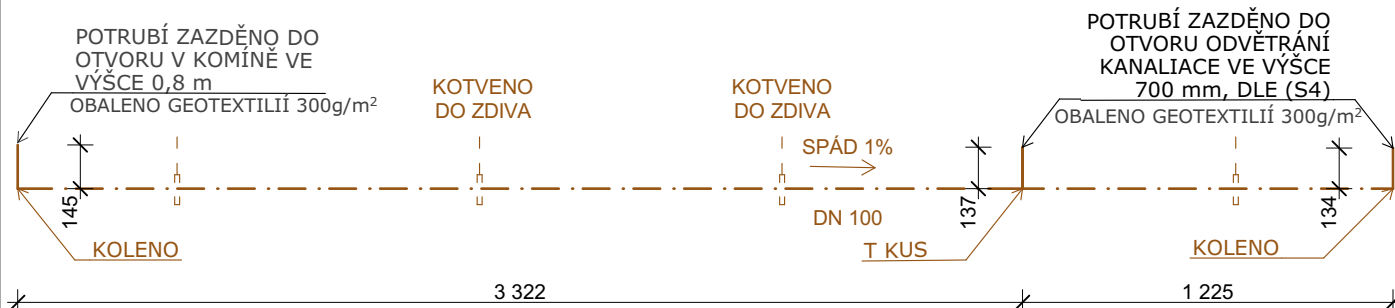 POTRUBÍ ZAZDĚNO DO
OTVORU V KOMÍNĚ VE
VÝŠCE 0,8 m
OBALENO GEOTEXTILIÍ 300g/m²
KOTVENO
DO ZDIVA
KOTVENO
DO ZDIVA
POTRUBÍ ZAZDĚNO DO
OTVORU ODVĚTRÁNÍ
KANALIACE VE VÝŠCE
700 mm, DLE (S4)
OBALENO GEOTEXTILIÍ 300g/m²
SPÁD 1%
145
137
134
DN 100
KOLENO
T KUS
KOLENO
3 322
1 225